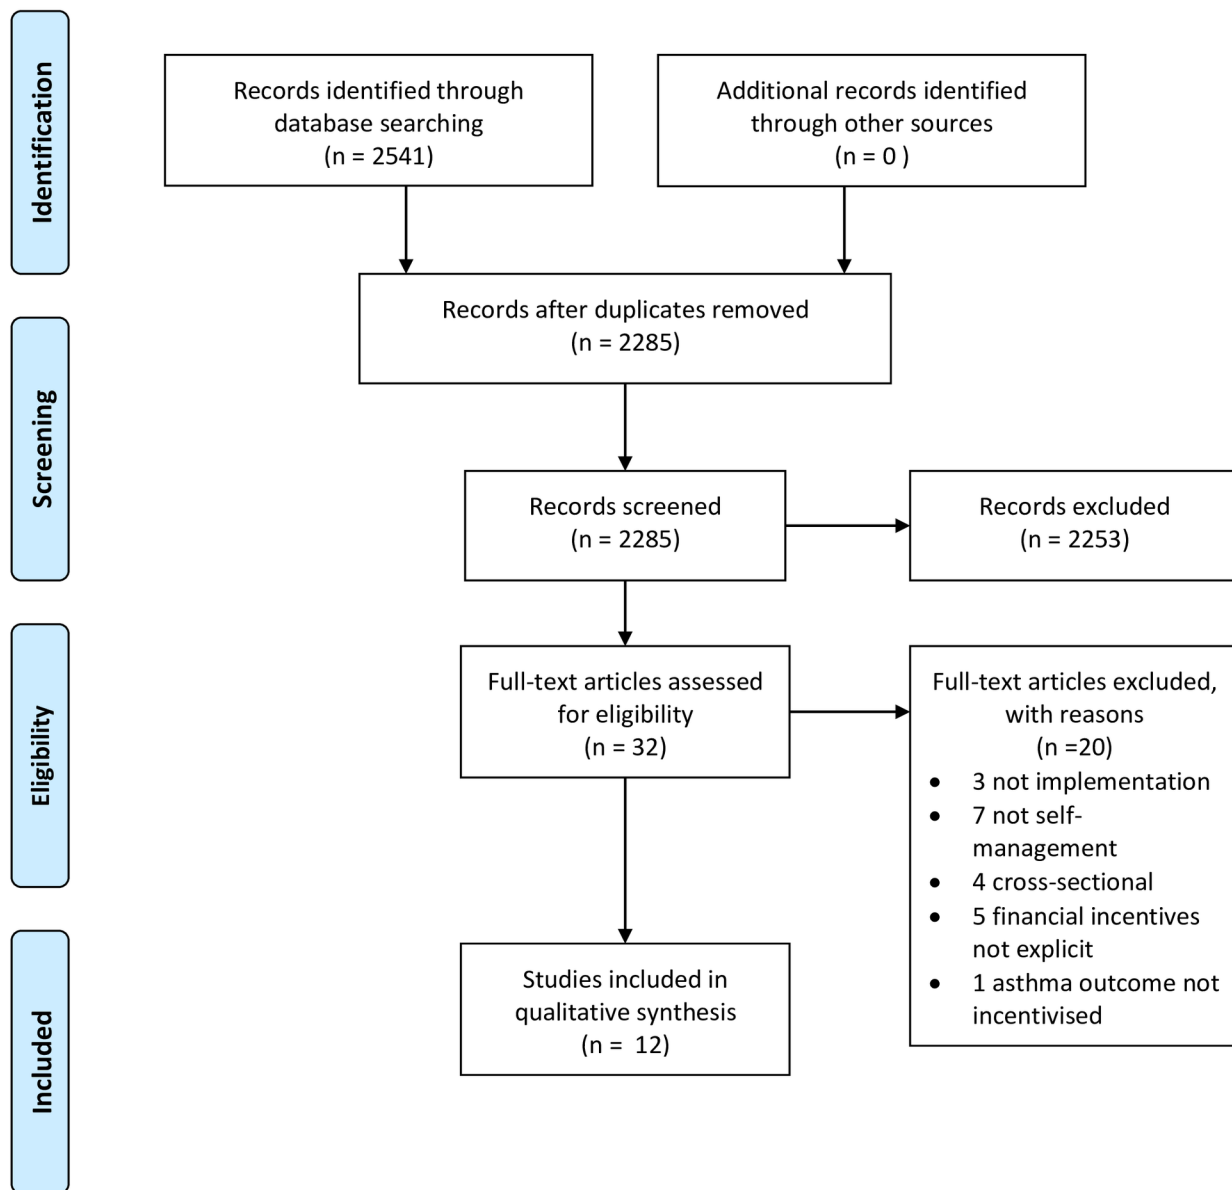 Identification
Records identified through
database searching
(n = 2541)
Additional records identified
through other sources
(n = 0 )
Records after duplicates removed
(n = 2285)
Screening
Records screened
(n = 2285)
Records excluded
(n = 2253)
Eligibility
Full-text articles assessed
for eligibility
(n = 32)
Full-text articles excluded,
with reasons
(n =20)
• 3 not implementation
• 7 not self-
management
• 4 cross-sectional
• 5 financial incentives
not explicit
• 1 asthma outcome not
incentivised
Included
Studies included in
qualitative synthesis
(n = 12)